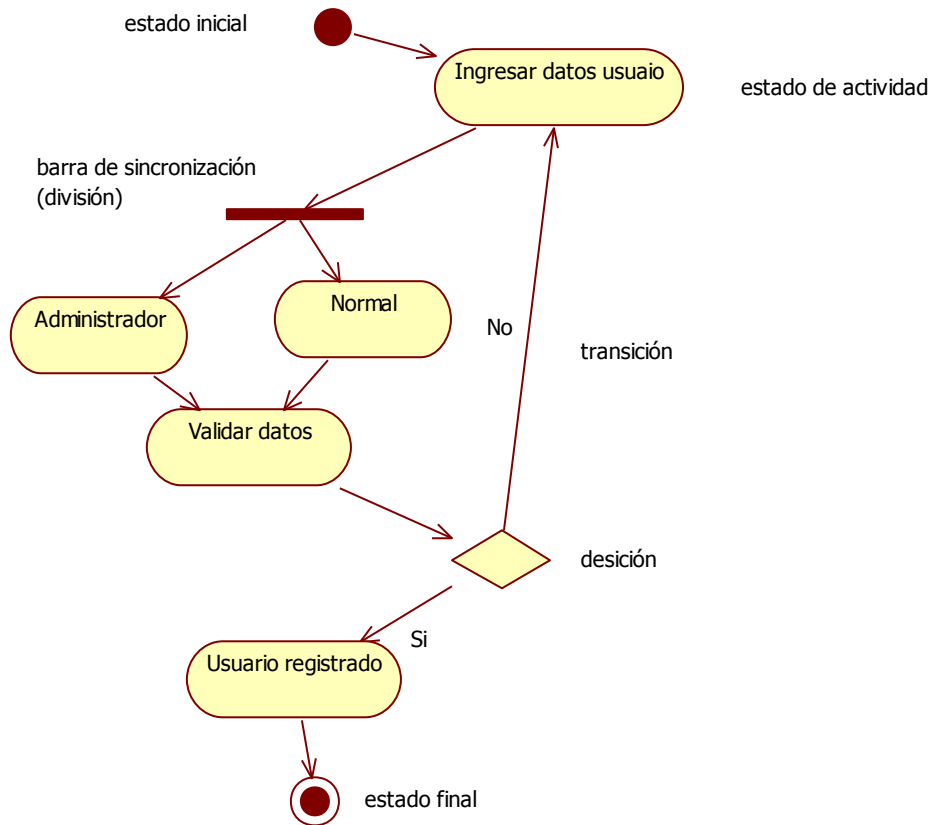 estado inicial
Ingresar datos usuaio
estado de actividad
barra de sincronización
(división)
Normal
Administrador
No
transición
Validar datos
desición
Si
Usuario registrado
estado final